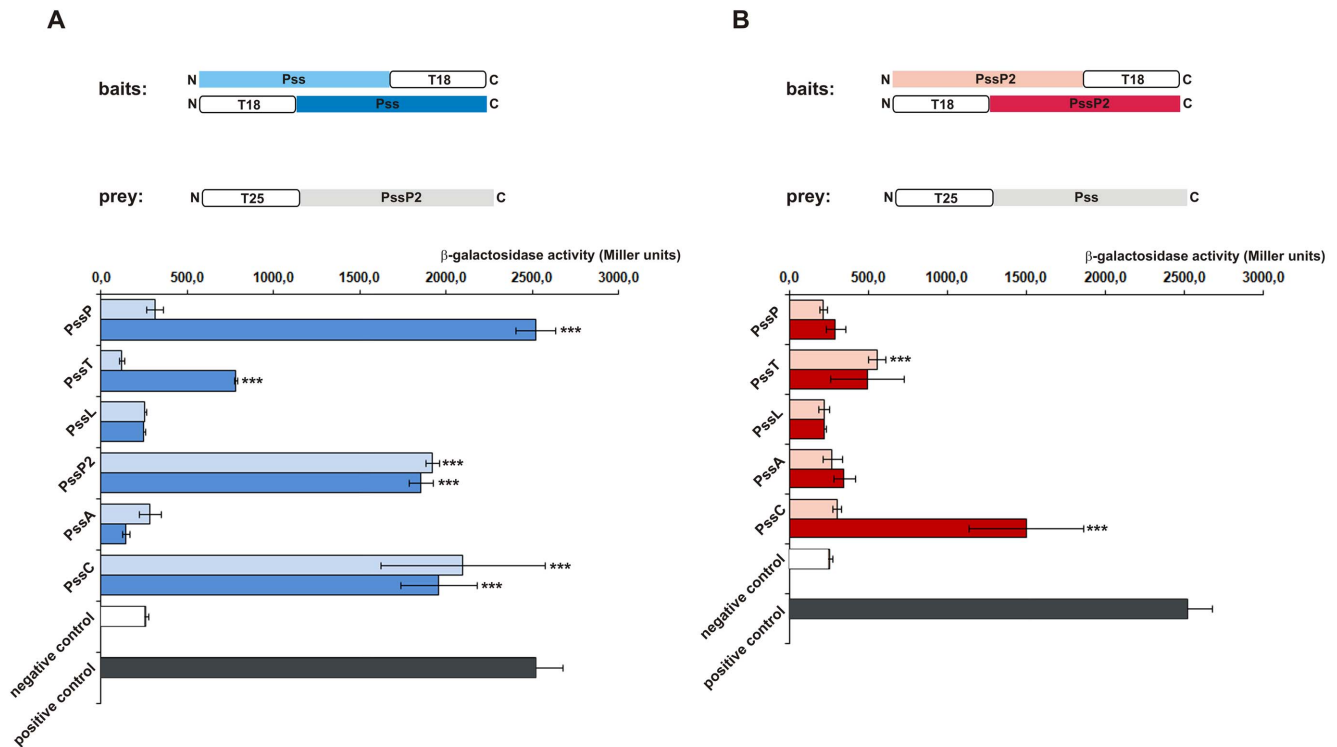 A
baits:
N Pss T18 C
N T18 Pss C
prey:
N T25 PssP2 C
β-galactosidase activity (Miller units)
0,0 500,0 1000,0 1500,0 2000,0 2500,0 3000,0
PssP
***
PssT
***
PssL
PssP2
***
***
PssA
PssC
***
***
negative control
positive control
B
baits:
N PssP2 T18 C
N T18 PssP2 C
prey:
N T25 Pss C
β-galactosidase activity (Miller units)
0,0 500,0 1000,0 1500,0 2000,0 2500,0 3000,0
PssP
PssT
***
PssL
PssA
PssC
***
negative control
positive control